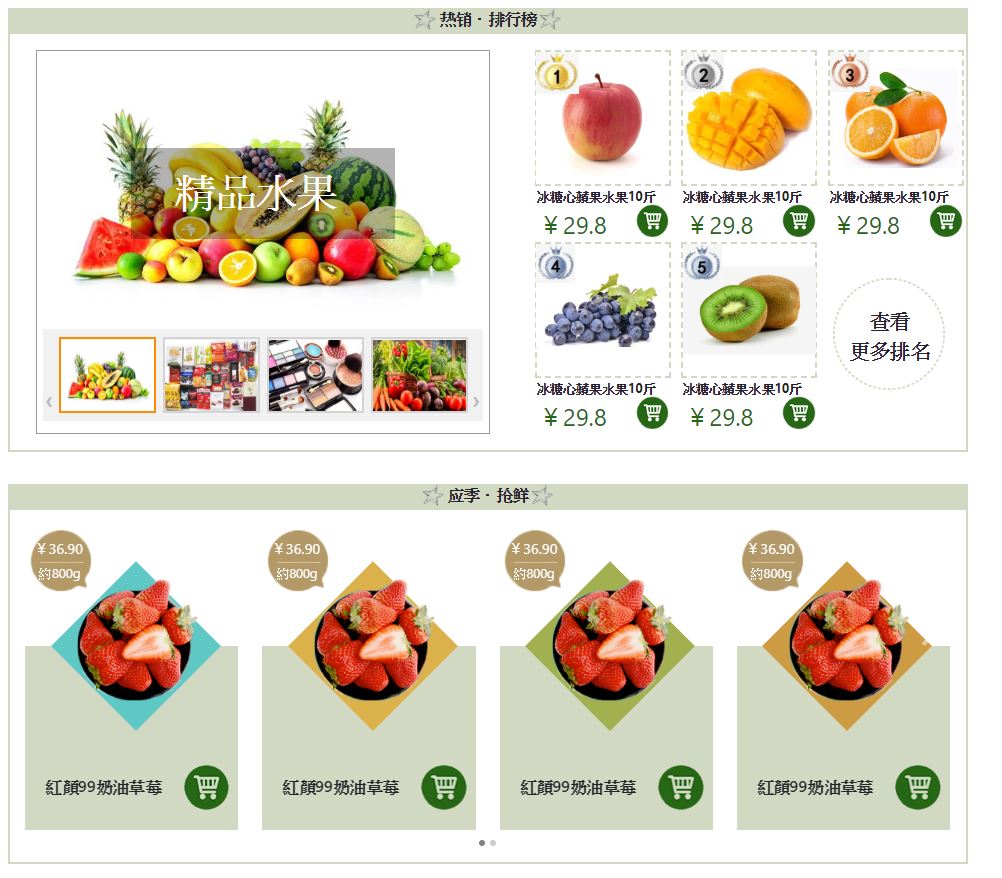 热销·排行榜
精品水果
1
冰糖心蘋果水果10斤
¥ 29.8
2
冰糖心蘋果水果10斤
¥ 29.8
3
冰糖心蘋果水果10斤
¥ 29.8
4
冰糖心蘋果水果10斤
¥ 29.8
5
冰糖心蘋果水果10斤
¥ 29.8
查看
更多排名
应季·抢鲜
¥36.90
約800g
紅顏99奶油草莓
¥36.90
約800g
紅顏99奶油草莓
¥36.90
約800g
紅顏99奶油草莓
¥36.90
約800g
紅顏99奶油草莓